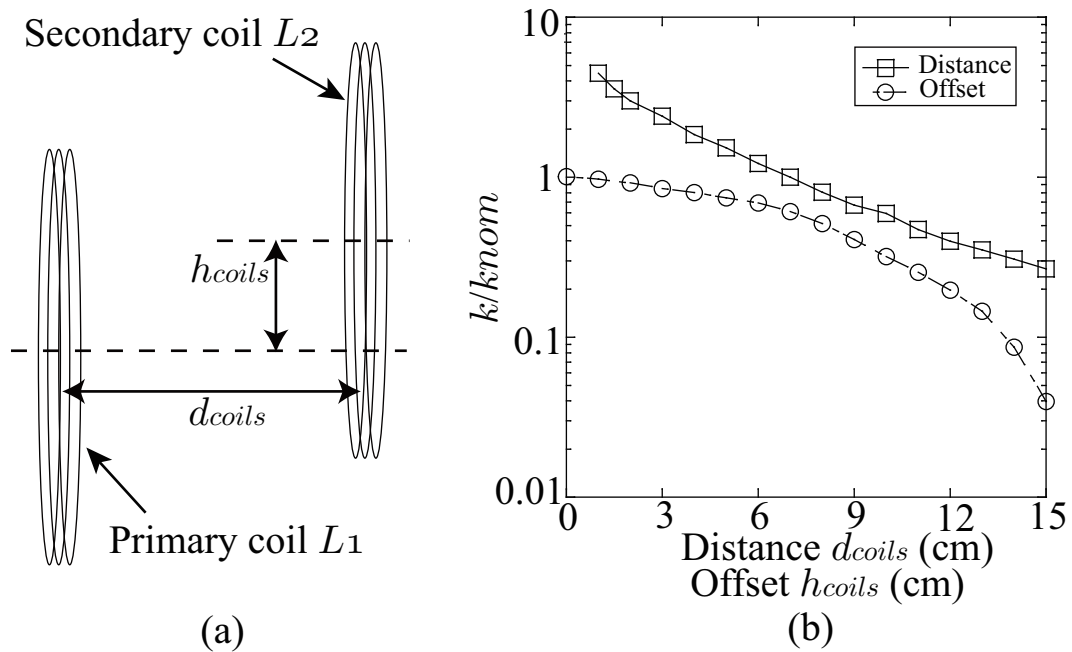 Secondary coil L2
hcoils
dcoils
Primary coil L1
(a)
10
1
0.1
0.01
k/knom
Distance
Offset
0 3 6 9 12 15
Distance dcoils (cm)
Offset hcoils (cm)
(b)